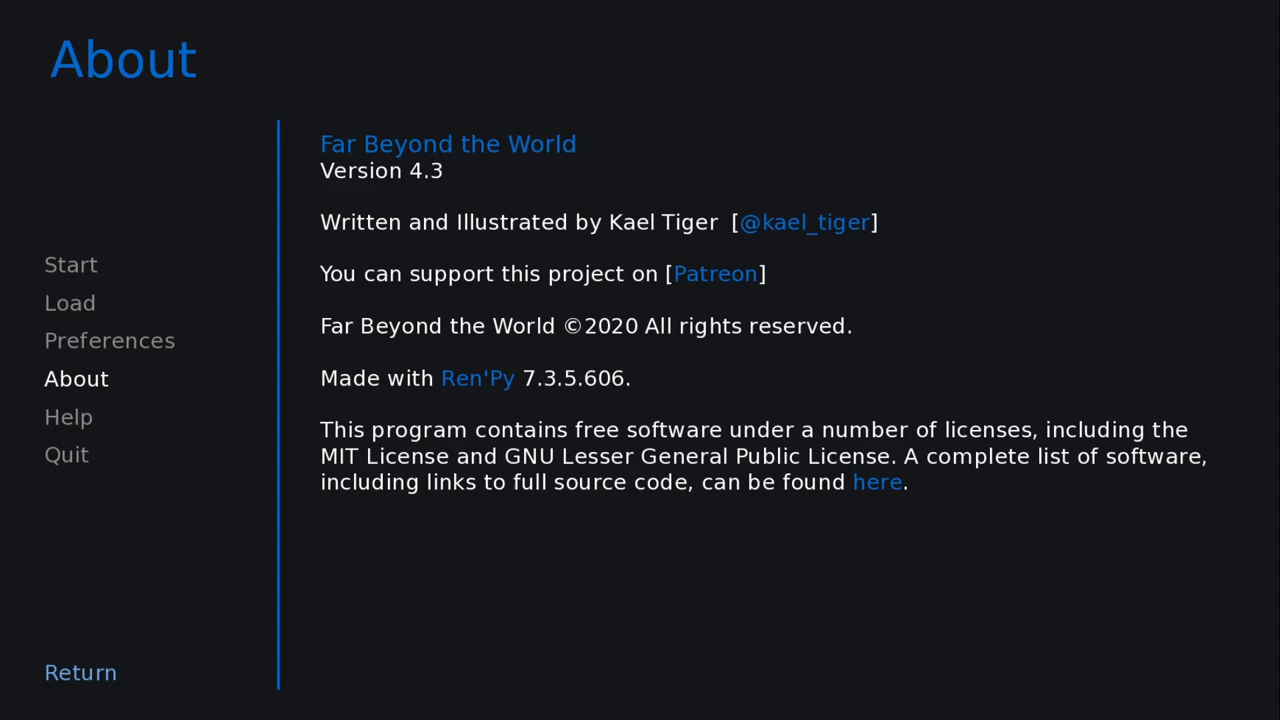 About
Start
Load
Preferences
About
Help
Quit
Return
Far Beyond the World
Version 4.3
Written and Illustrated by Kael Tiger [@kael_tiger]
You can support this project on [Patreon]
Far Beyond the World ©2020 All rights reserved.
Made with Ren'Py 7.3.5.606.
This program contains free software under a number of licenses, including the
MIT License and GNU Lesser General Public License. A complete list of software,
including links to full source code, can be found here.